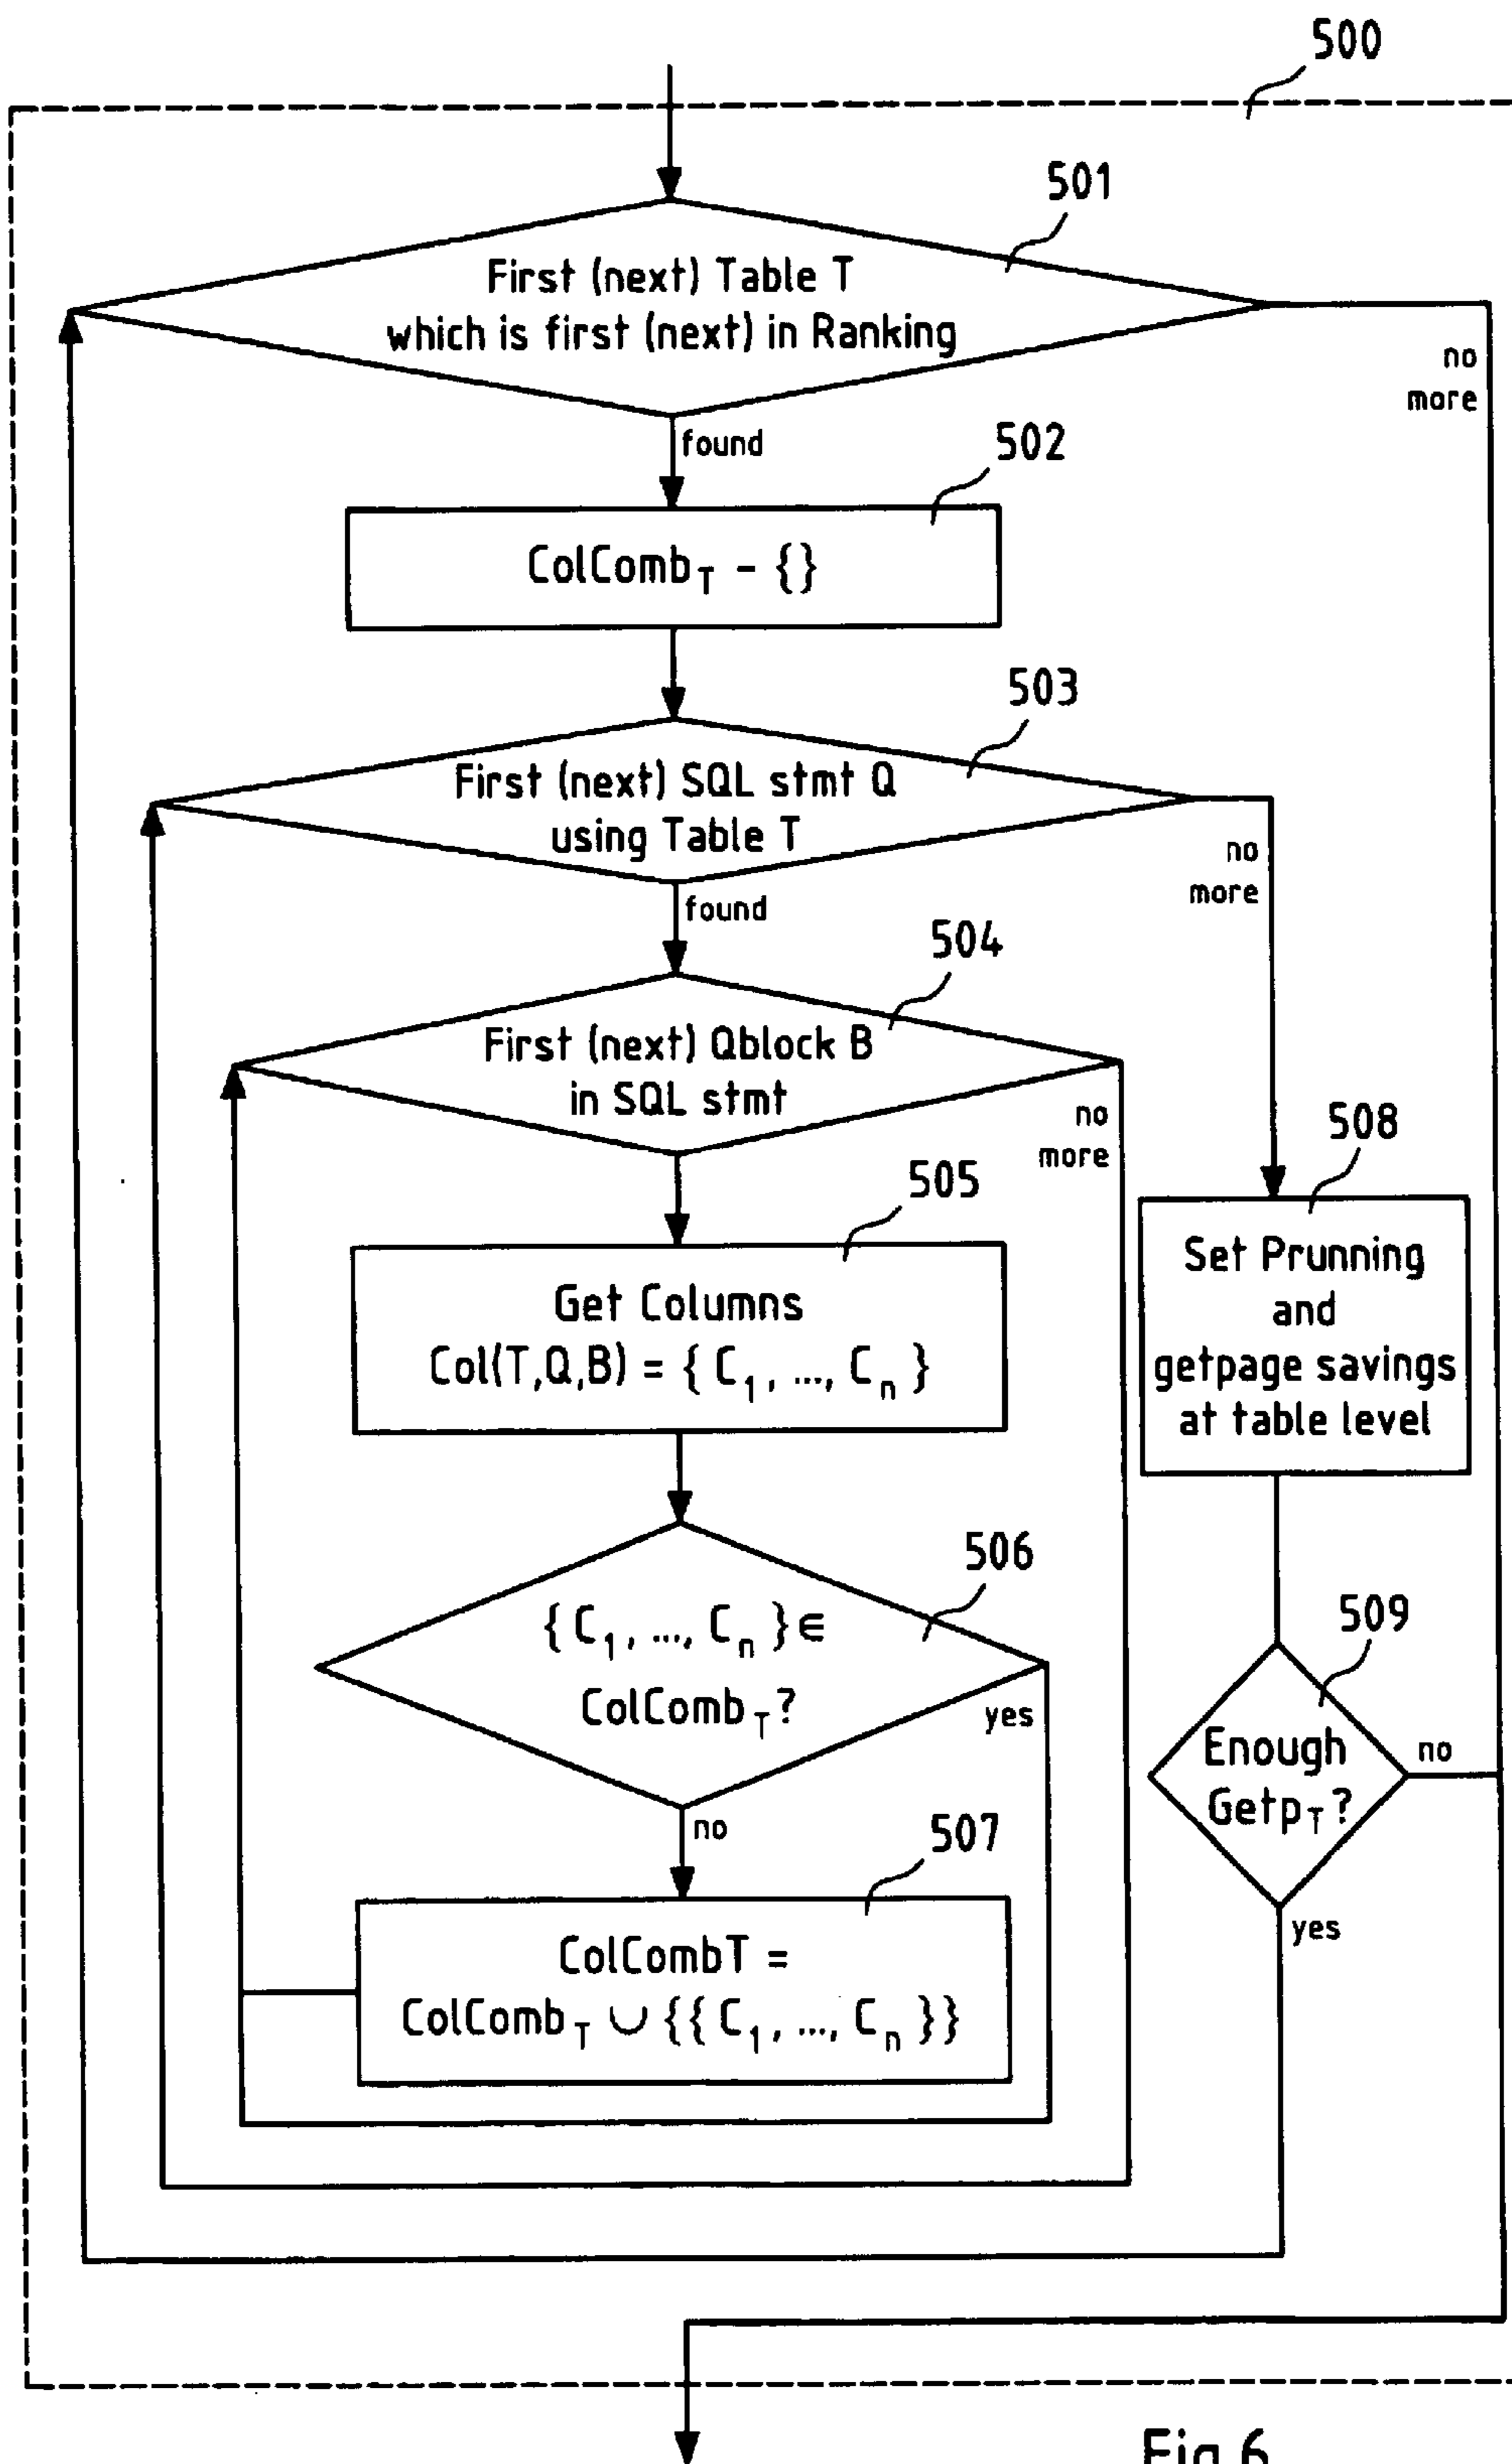 500
501
First (next) Table T
which is first (next) in Ranking
no
more
found
502
ColComb_T - {}
503
First (next) SQL stmt Q
using Table T
no
more
found
504
First (next) Qblock B
in SQL stmt
no
more
505
Get Columns
Col(T,Q,B) = { C_1, ..., C_n }
508
Set Prunning
and
getpage savings
at table level
506
{ C_1, ..., C_n } ∈
ColComb_T?
yes
no
509
Enough
Getp_T?
no
yes
507
ColCombT =
ColComb_T ∪ {{ C_1, ..., C_n }}
Fig.6